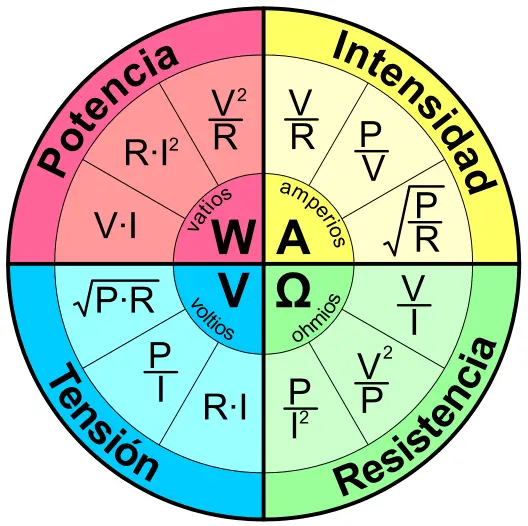 Potencia
V²/R
R·I²
V·I
vatios
W
Intensidad
V/R
P/V
√(P/R)
amperios
A
Tensión
√(P·R)
P/I
R·I
voltios
V
Resistencia
V/I
V²/P
P/I²
ohmios
Ω